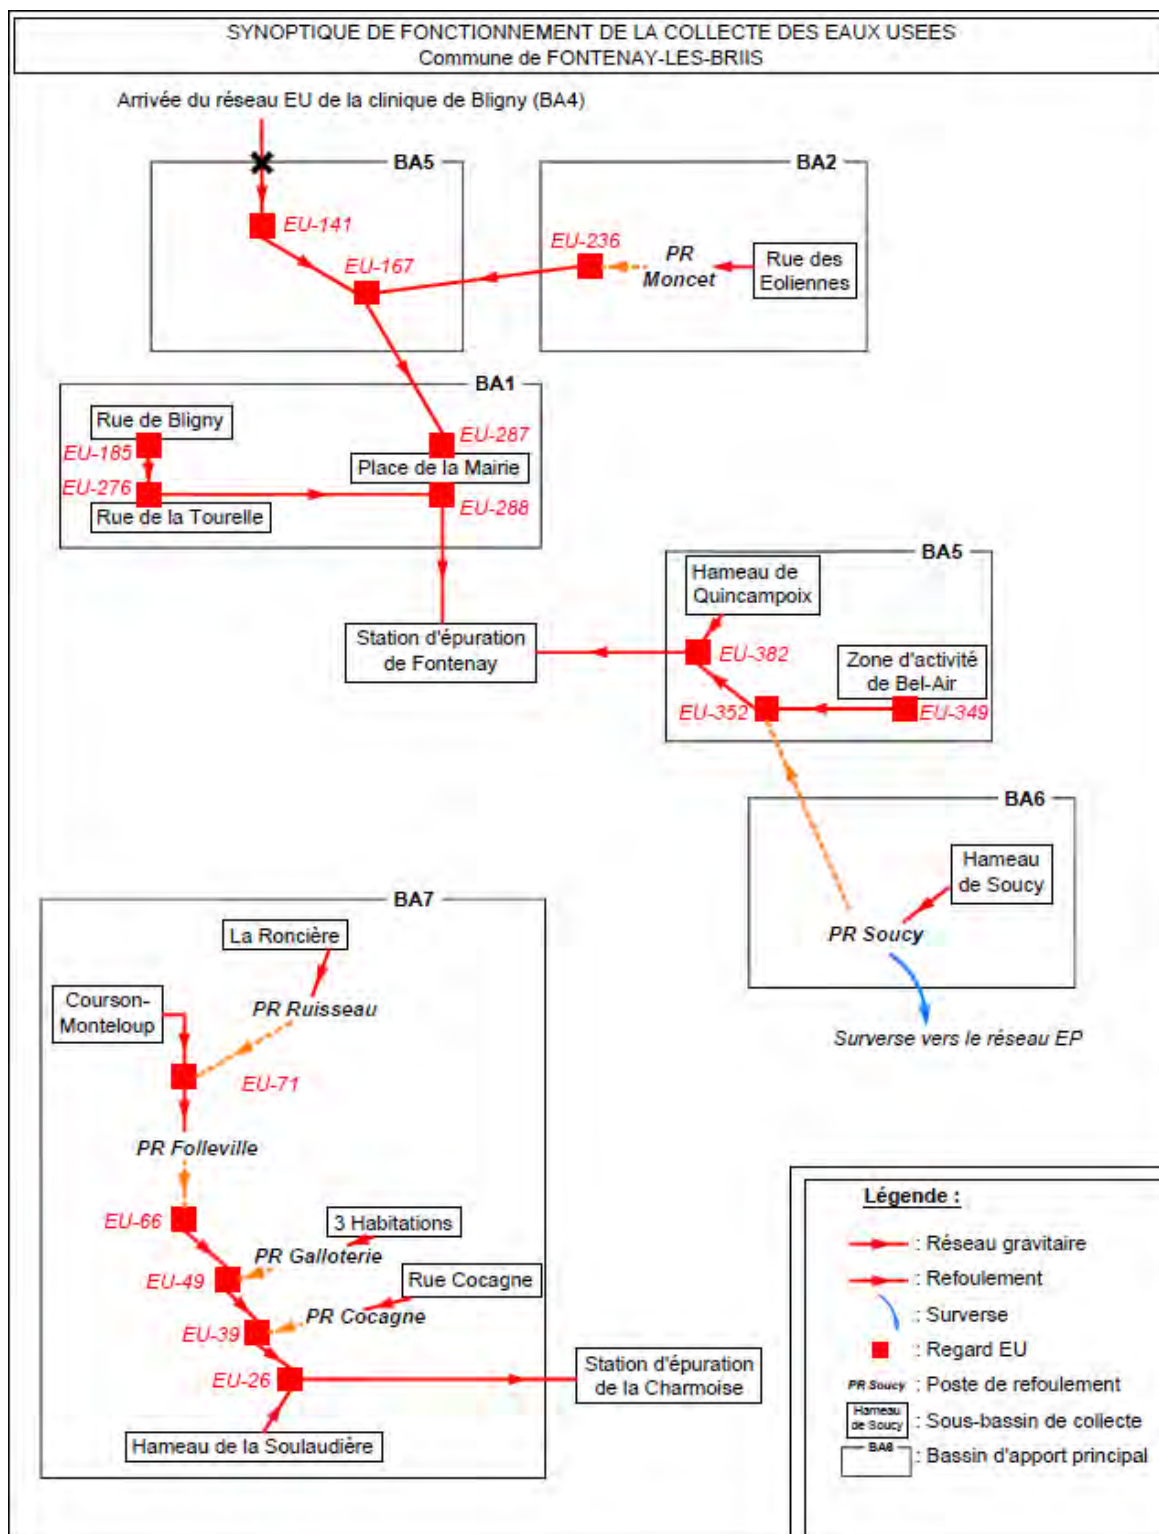 SYNOPTIQUE DE FONCTIONNEMENT DE LA COLLECTE DES EAUX USEES
Commune de FONTENAY-LES-BRIIS
Arrivée du réseau EU de la clinique de Bligny (BA4)
BA5
BA2
EU-141
EU-236
PR
Moncet
Rue des
Eoliennes
EU-167
BA1
Rue de Bligny
EU-185
EU-287
Place de la Mairie
EU-276
EU-288
Rue de la Tourelle
BA5
Hameau de
Quincampoix
Station d'épuration
de Fontenay
EU-382
Zone d'activité
de Bel-Air
EU-352
EU-349
BA6
Hameau
de Soucy
PR Soucy
Surverse vers le réseau EP
BA7
La Roncière
Courson-
Monteloup
PR Ruisseau
EU-71
PR Folleville
EU-66
3 Habitations
PR Galloterie
EU-49
Rue Cocagne
PR Cocagne
EU-39
EU-26
Station d'épuration
de la Charmoise
Hameau de la Soulaudière
Légende :
: Réseau gravitaire
: Refoulement
: Surverse
: Regard EU
PR Soucy : Poste de refoulement
Hameau
de Soucy : Sous-bassin de collecte
BA6
: Bassin d'apport principal